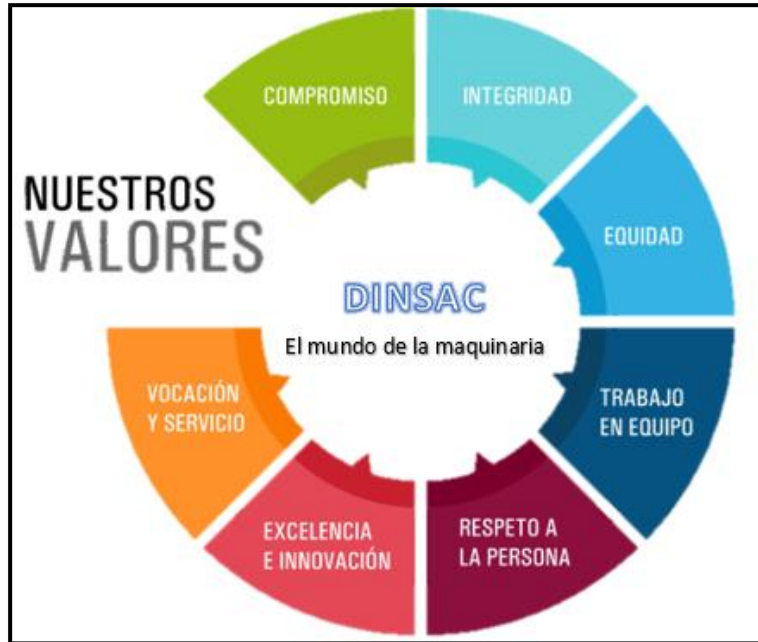 NUESTROS
VALORES
COMPROMISO
INTEGRIDAD
EQUIDAD
TRABAJO
EN EQUIPO
RESPETO A
LA PERSONA
EXCELENCIA
E INNOVACIÓN
VOCACIÓN
Y SERVICIO
DINSAC
El mundo de la maquinaria